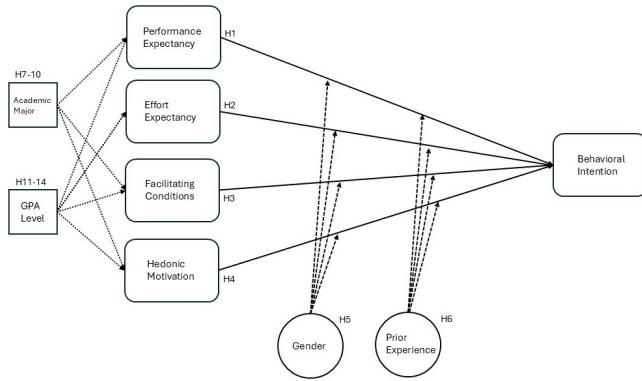 Performance
Expectancy
H1
H7-10
Academic
Major
Effort
Expectancy
H2
Behavioral
Intention
Facilitating
Conditions
H3
H11-14
GPA
Level
Hedonic
Motivation
H4
H5
Gender
H6
Prior
Experience